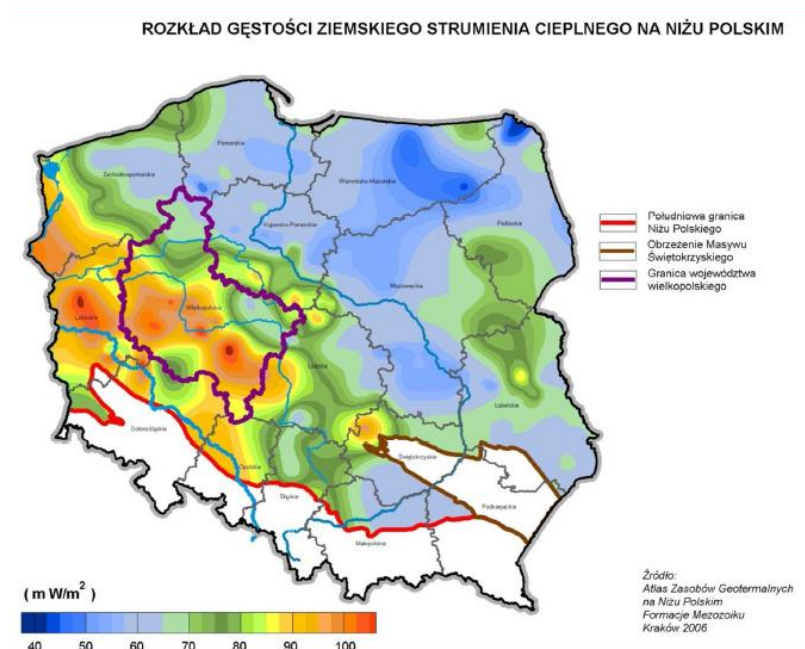 ROZKŁAD GĘSTOŚCI ZIEMSKIEGO STRUMIENIA CIEPLNEGO NA NIŻU POLSKIM
Pomorskie
Zachodniopomorskie
Warmińsko-Mazurskie
Kujawsko-Pomorskie
Podlaskie
Mazowieckie
Wielkopolskie
Lubuskie
Łódzkie
Lubelskie
Dolnośląskie
Opolskie
Świętokrzyskie
Śląskie
Podkarpackie
Małopolskie
Południowa granica
Niżu Polskiego
Obrzeżenie Masywu
Świętokrzyskiego
Granica województwa
wielkopolskiego
Źródło:
Atlas Zasobów Geotermalnych
na Niżu Polskim
Formacje Mezozoiku
Kraków 2006
( m W/m² )
40 50 60 70 80 90 100